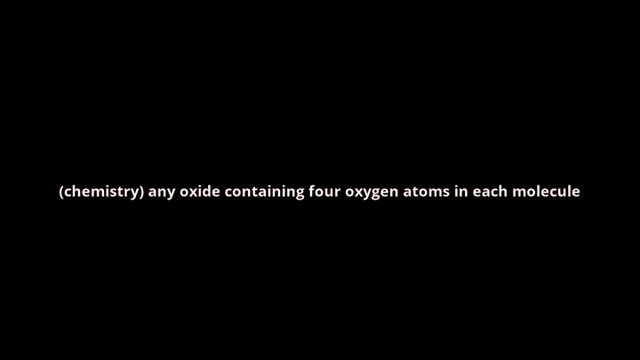 (chemistry) any oxide containing four oxygen atoms in each molecule